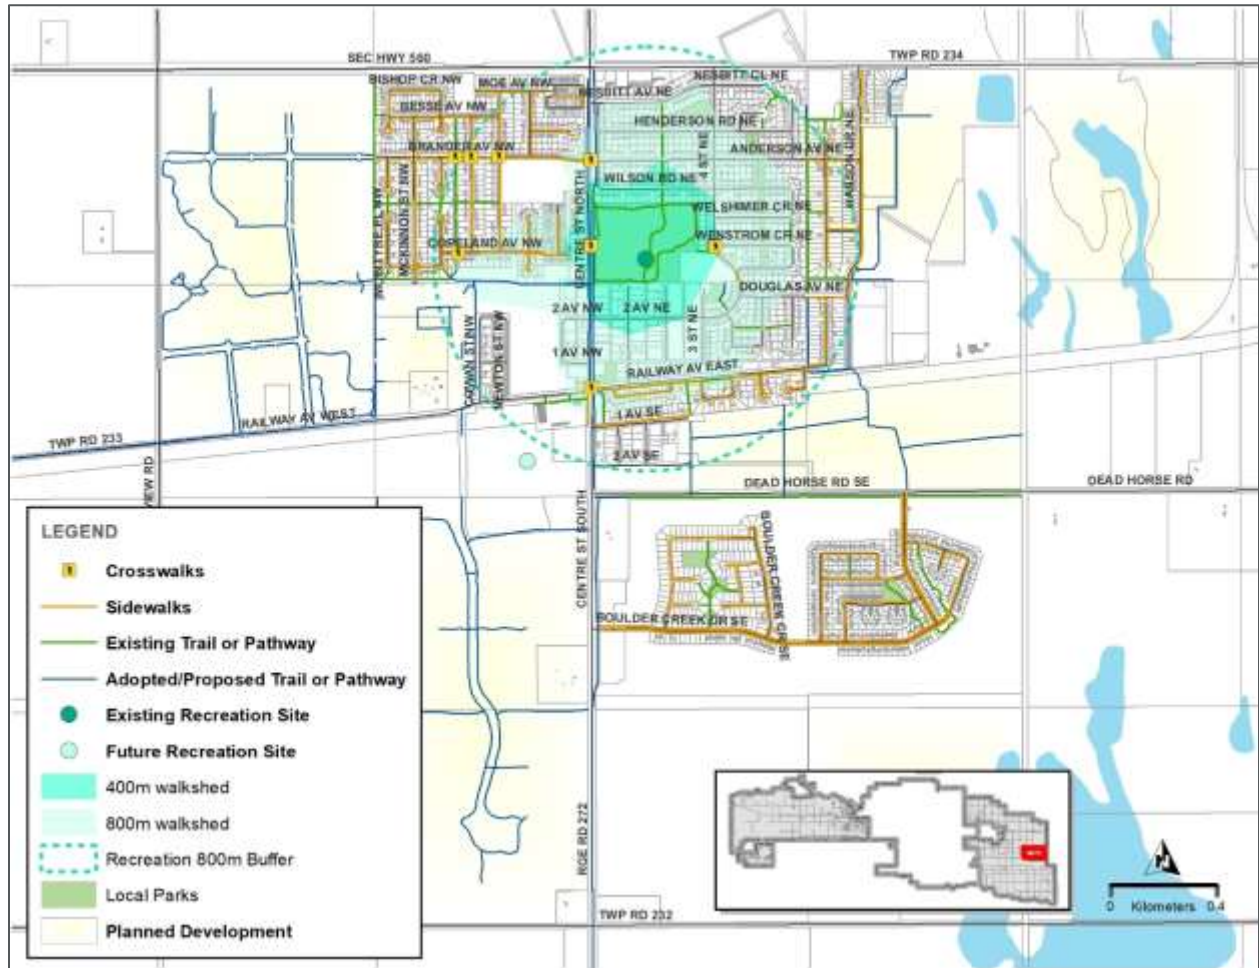 SEC HWY 560
TWP RD 234
BISHOP CR NW
MOE AV NW
NESBITT CL NE
NESBITT AV NE
BESSE AV NW
HENDERSON RD NE
BRANDER AV NW
4 ST NE
ANDERSON AV NE
WILSON RD NE
MCKINNON ST NW
CENTRE ST NORTH
WELSHIMER CR NE
COPELAND AV NW
WENSTROM CR NE
DOUGLAS AV NE
2 AV NW
2 AV NE
3 ST NE
COWAN ST NW
NEWTON ST NW
1 AV NW
RAILWAY AV EAST
RAILWAY AV WEST
1 AV SE
TWP RD 233
2 AV SE
VIEW RD
DEAD HORSE RD SE
DEAD HORSE RD
CENTRE ST SOUTH
BOULDER CREEK DR SE
BOULDER CREEK CR SE
RGE RD 272
TWP RD 232
LEGEND
Crosswalks
Sidewalks
Existing Trail or Pathway
Adopted/Proposed Trail or Pathway
Existing Recreation Site
Future Recreation Site
400m walkshed
800m walkshed
Recreation 800m Buffer
Local Parks
Planned Development
N
0 Kilometers 0.4